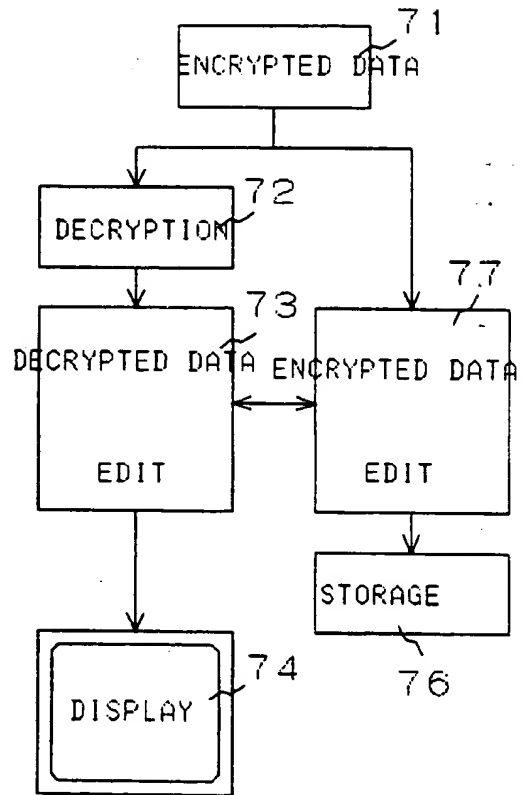 71
ENCRYPTED DATA
72
DECRYPTION
77
73
DECRYPTED DATA
ENCRYPTED DATA
EDIT
EDIT
STORAGE
76
74
DISPLAY